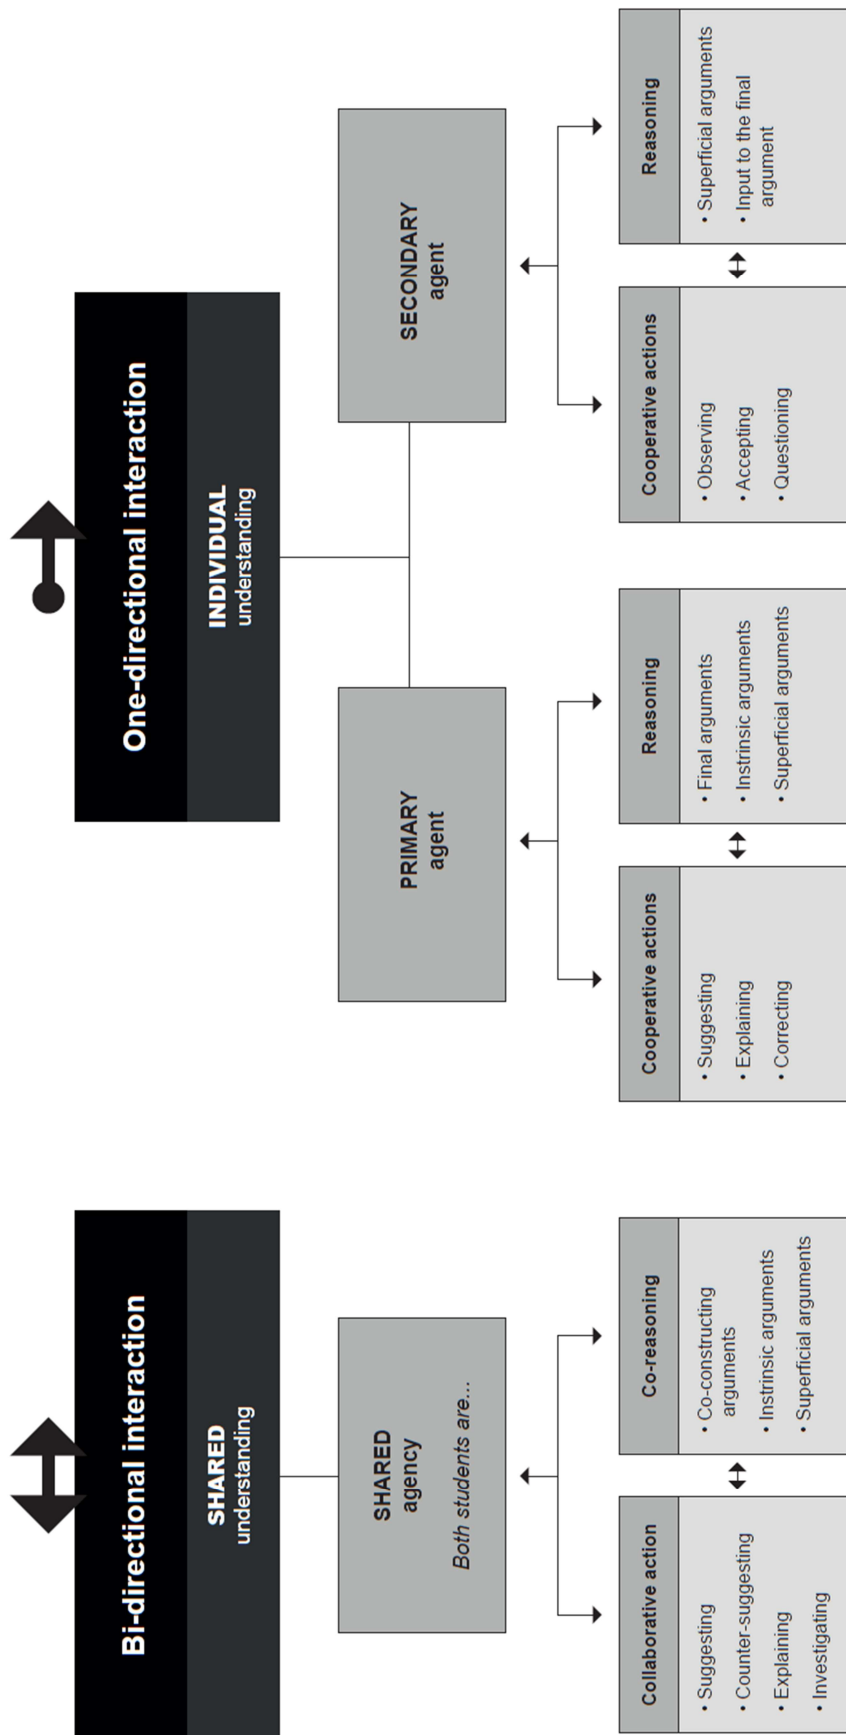 Bi-directional interaction
SHARED
understanding
SHARED
agency
Both students are...
Collaborative action
• Suggesting
• Counter-suggesting
• Explaining
• Investigating
Co-reasoning
• Co-constructing
arguments
• Instrinsic arguments
• Superficial arguments
One-directional interaction
INDIVIDUAL
understanding
PRIMARY
agent
Cooperative actions
• Suggesting
• Explaining
• Correcting
Reasoning
• Final arguments
• Instrinsic arguments
• Superficial arguments
SECONDARY
agent
Cooperative actions
• Observing
• Accepting
• Questioning
Reasoning
• Superficial arguments
• Input to the final
argument